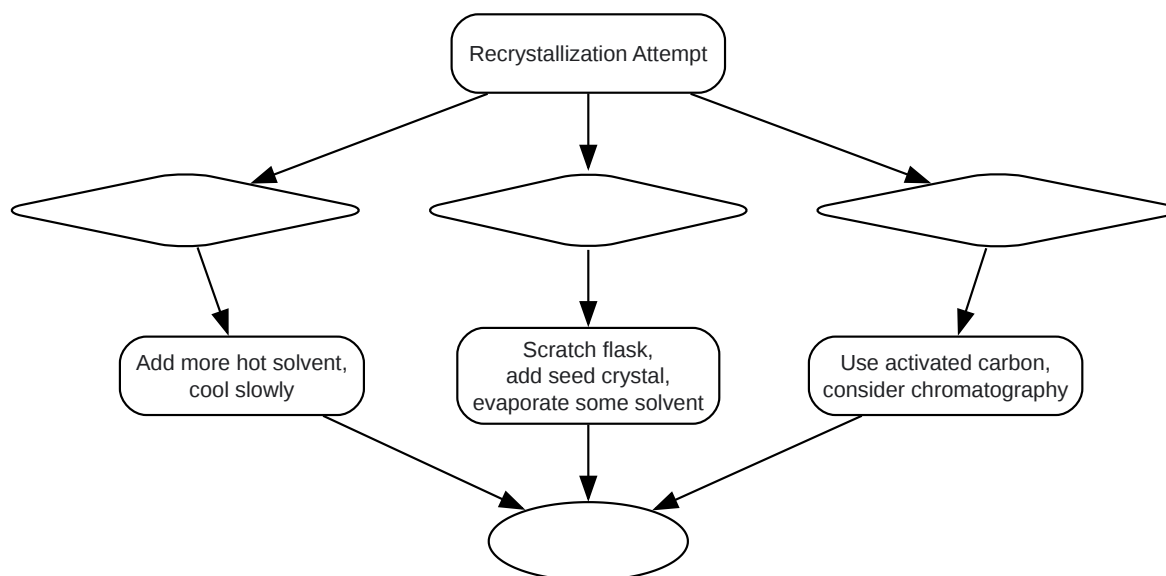 Recrystallization Attempt
Add more hot solvent,
cool slowly
Scratch flask,
add seed crystal,
evaporate some solvent
Use activated carbon,
consider chromatography